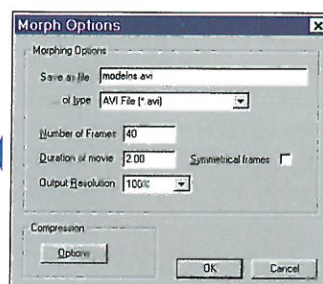 Morph Options
Morphing Options
Save as file modeins.avi
... of type AVI File (*.avi)
Number of Frames 40
Duration of movie 2.00 Symmetrical frames
Output Resolution 100%
Compression
Options
OK Cancel